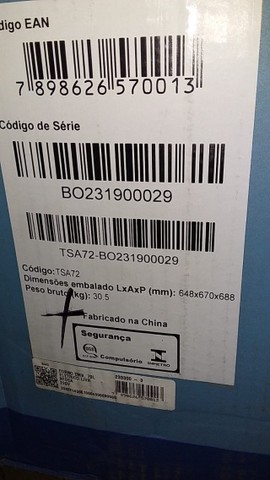 digo EAN
7 898626 570013
Código de Série
BO231900029
TSA72-BO231900029
Código:TSA72
Dimensões embalado LxAxP (mm): 648x670x688
Peso bruto (kg): 30.5
Fabricado na China
Segurança
Compulsório
INMETRO